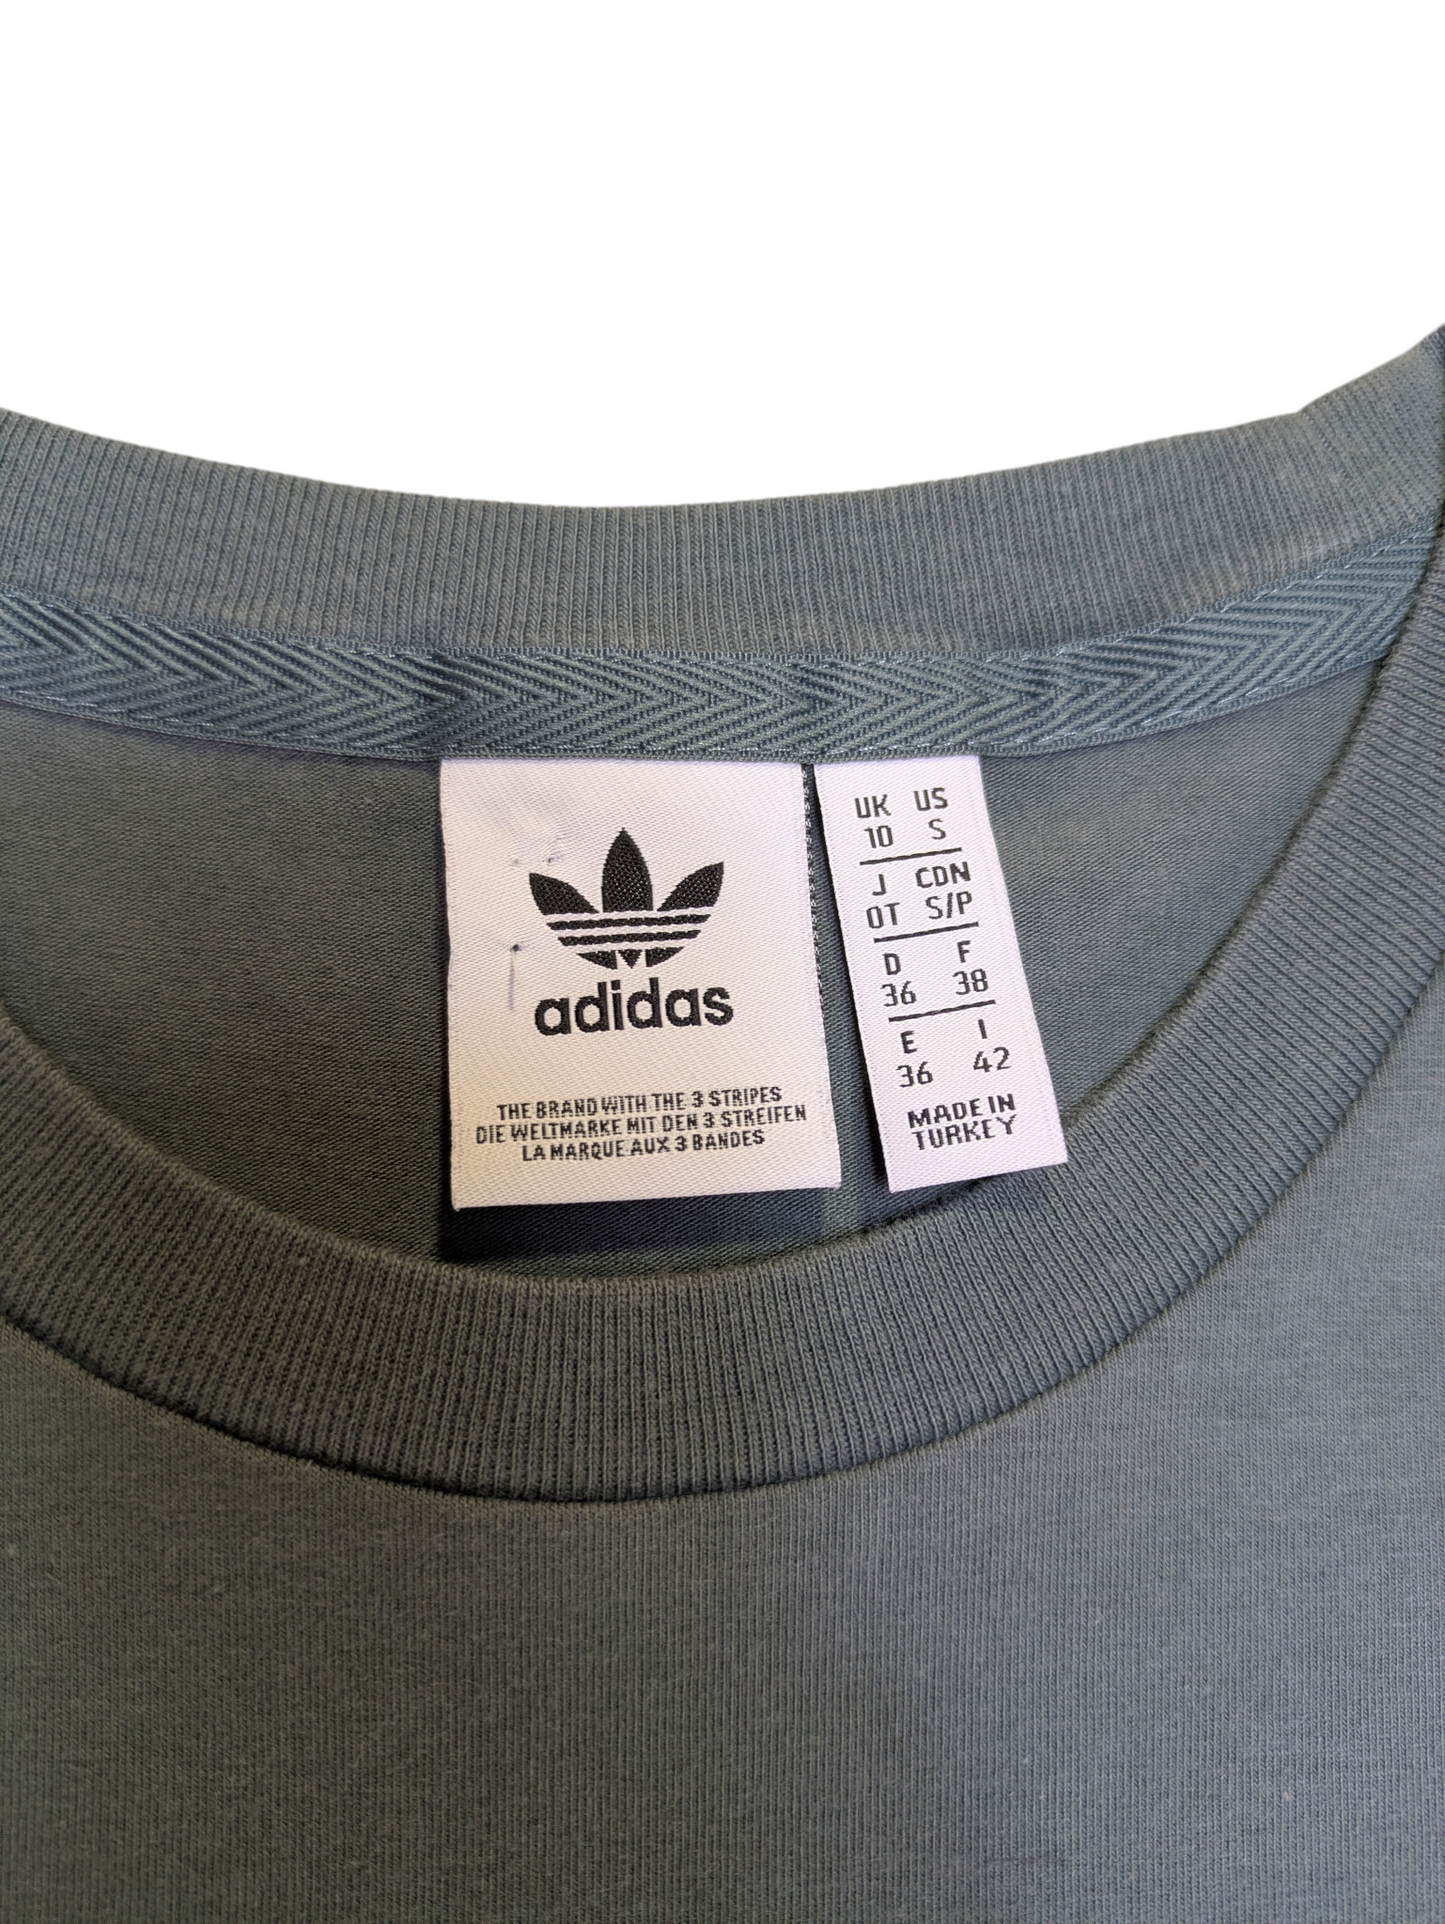 adidas
THE BRAND WITH THE 3 STRIPES
DIE WELTMARKE MIT DEN 3 STREIFEN
LA MARQUE AUX 3 BANDES
UK US
10 S
J CDN
OT S/P
D F
36 38
E I
36 42
MADE IN
TURKEY